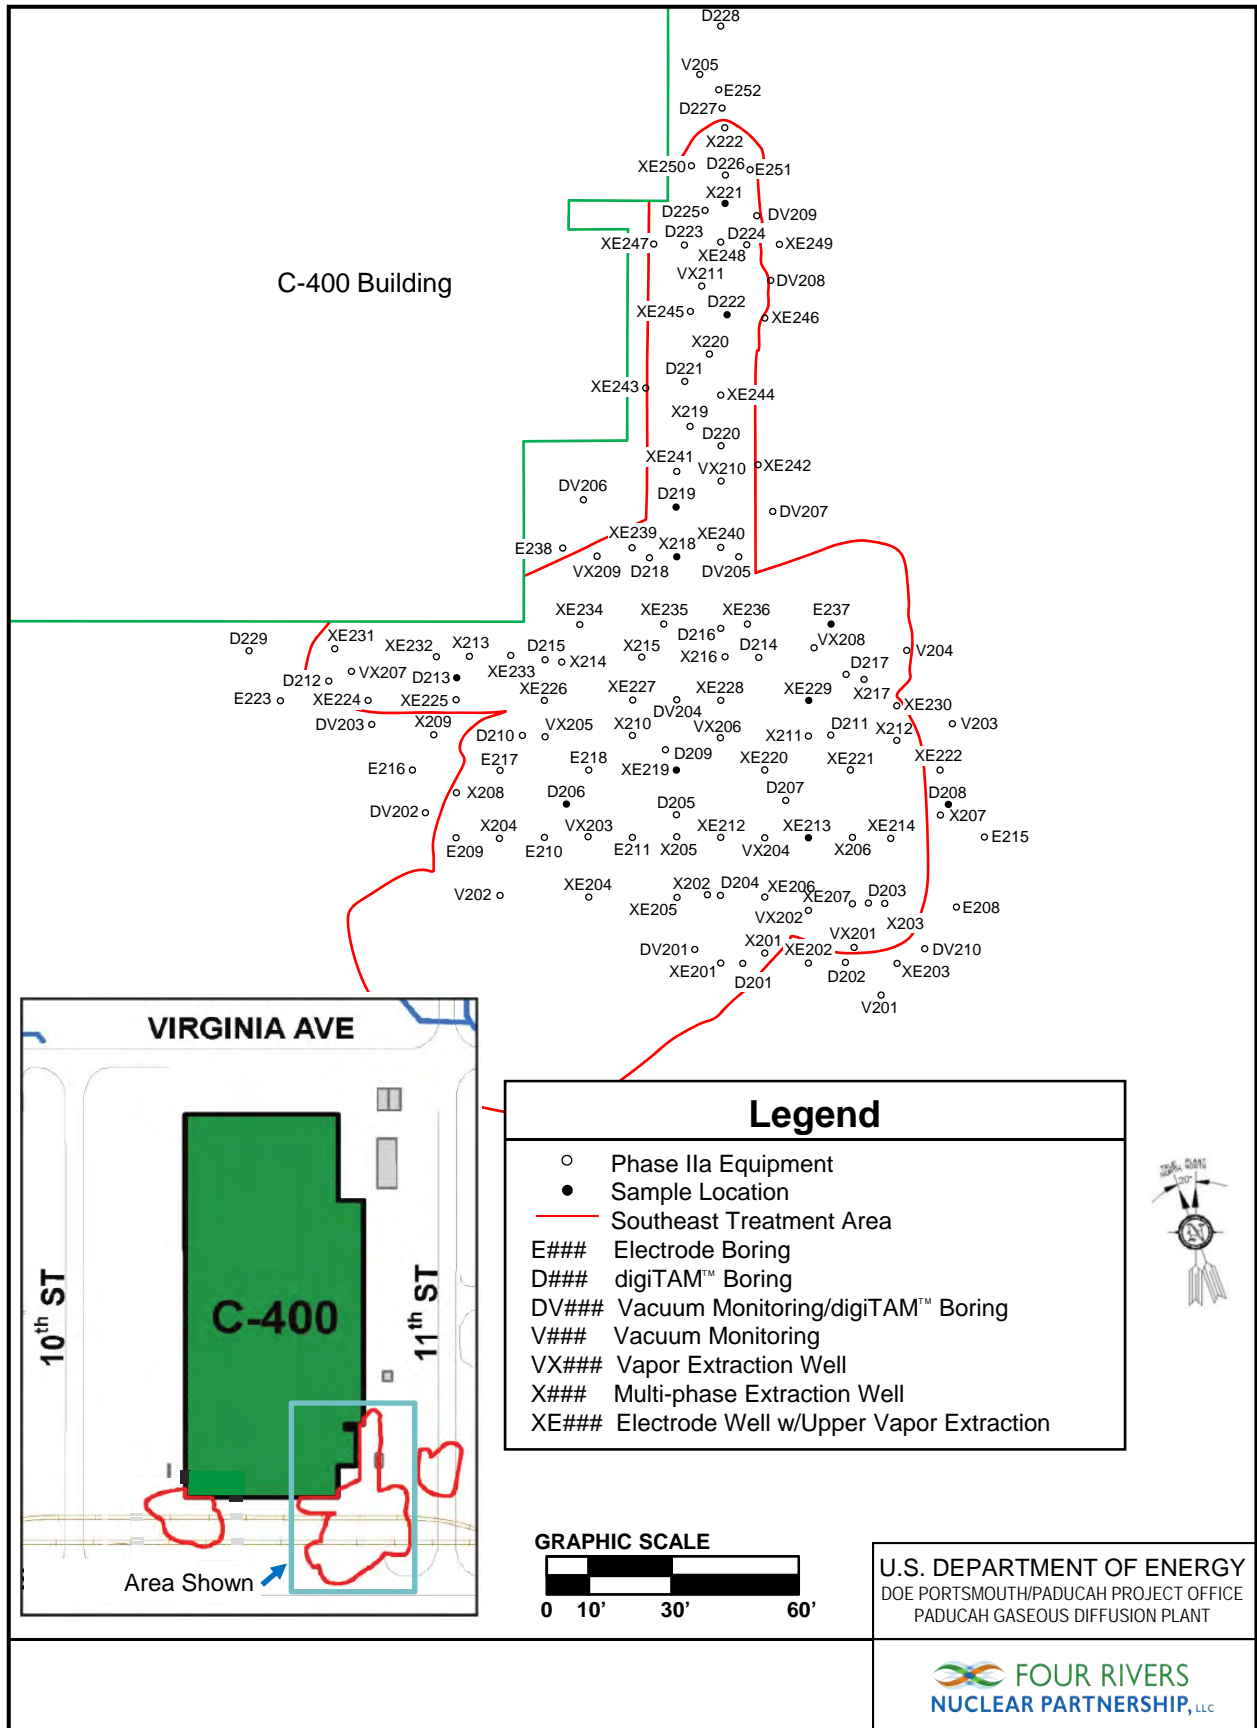 D228
V205
E252
D227
X222
XE250
D226
E251
X221
D225
DV209
XE247
D223
D224
XE249
XE248
VX211
DV208
XE245
D222
XE246
X220
D221
XE243
XE244
X219
D220
XE241
VX210
XE242
DV206
D219
DV207
XE239
X218
XE240
E238
VX209
D218
DV205
C-400 Building
XE234
XE235
XE236
E237
D216
VX208
D229
XE231
XE232
X213
D215
X215
X216
D214
V204
XE233
X214
D217
D212
VX207
D213
X217
E223
XE224
XE225
XE226
XE227
XE228
XE229
XE230
DV204
DV203
X209
D210
VX205
X210
VX206
X211
D211
X212
V203
D209
E216
E217
E218
XE219
XE220
XE221
XE222
X208
D206
D207
D208
DV202
D205
X207
X204
VX203
XE212
XE213
XE214
E215
E209
E210
E211
X205
VX204
X206
V202
XE204
X202
D204
XE206
XE207
D203
E208
XE205
VX202
X203
DV201
X201
XE202
VX201
DV210
XE201
D201
D202
XE203
V201
VIRGINIA AVE
10th ST
C-400
11th ST
Area Shown
Legend
Phase IIa Equipment
Sample Location
Southeast Treatment Area
E### Electrode Boring
D### digiTAM™ Boring
DV### Vacuum Monitoring/digiTAM™ Boring
V### Vacuum Monitoring
VX### Vapor Extraction Well
X### Multi-phase Extraction Well
XE### Electrode Well w/Upper Vapor Extraction
TRUE NORTH
PLANT NORTH
20°
GRAPHIC SCALE
0 10' 30' 60'
U.S. DEPARTMENT OF ENERGY
DOE PORTSMOUTH/PADUCAH PROJECT OFFICE
PADUCAH GASEOUS DIFFUSION PLANT
FOUR RIVERS
NUCLEAR PARTNERSHIP, LLC